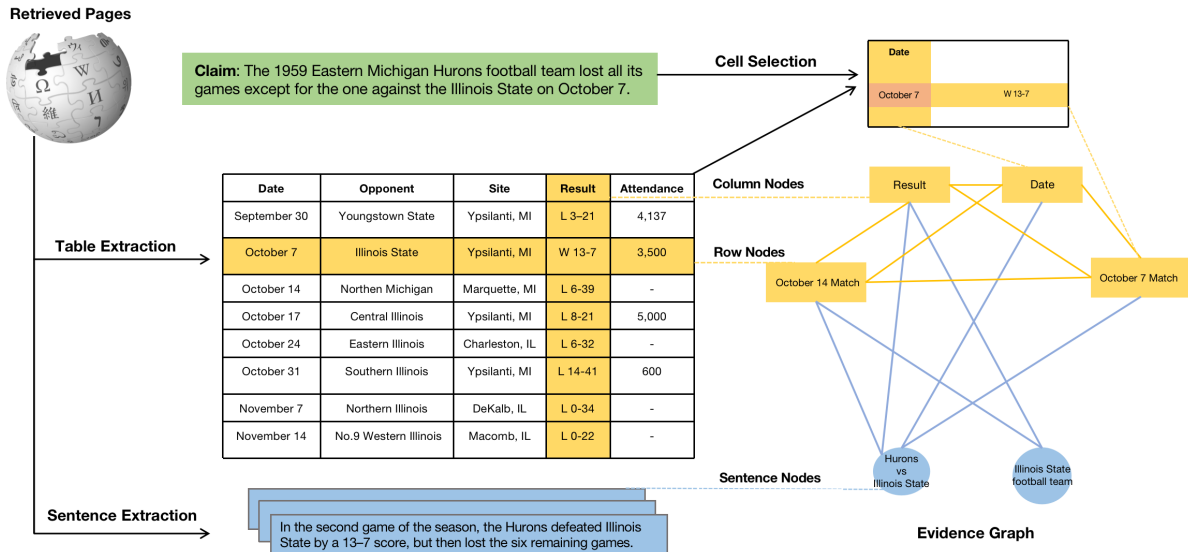 Retrieved Pages
Ω
W
И
維
7
Claim: The 1959 Eastern Michigan Hurons football team lost all its
games except for the one against the Illinois State on October 7.
Cell Selection
Date
October 7 W 13-7
Table Extraction
Date Opponent Site Result Attendance
September 30 Youngstown State Ypsilanti, MI L 3–21 4,137
October 7 Illinois State Ypsilanti, MI W 13-7 3,500
October 14 Northen Michigan Marquette, MI L 6-39 -
October 17 Central Illinois Ypsilanti, MI L 8-21 5,000
October 24 Eastern Illinois Charleston, IL L 6-32 -
October 31 Southern Illinois Ypsilanti, MI L 14-41 600
November 7 Northern Illinois DeKalb, IL L 0-34 -
November 14 No.9 Western Illinois Macomb, IL L 0-22 -
Column Nodes
Row Nodes
Result
Date
October 14 Match
October 7 Match
Sentence Nodes
Hurons
vs
Illinois State
Illinois State
football team
Evidence Graph
Sentence Extraction
In the second game of the season, the Hurons defeated Illinois
State by a 13–7 score, but then lost the six remaining games.